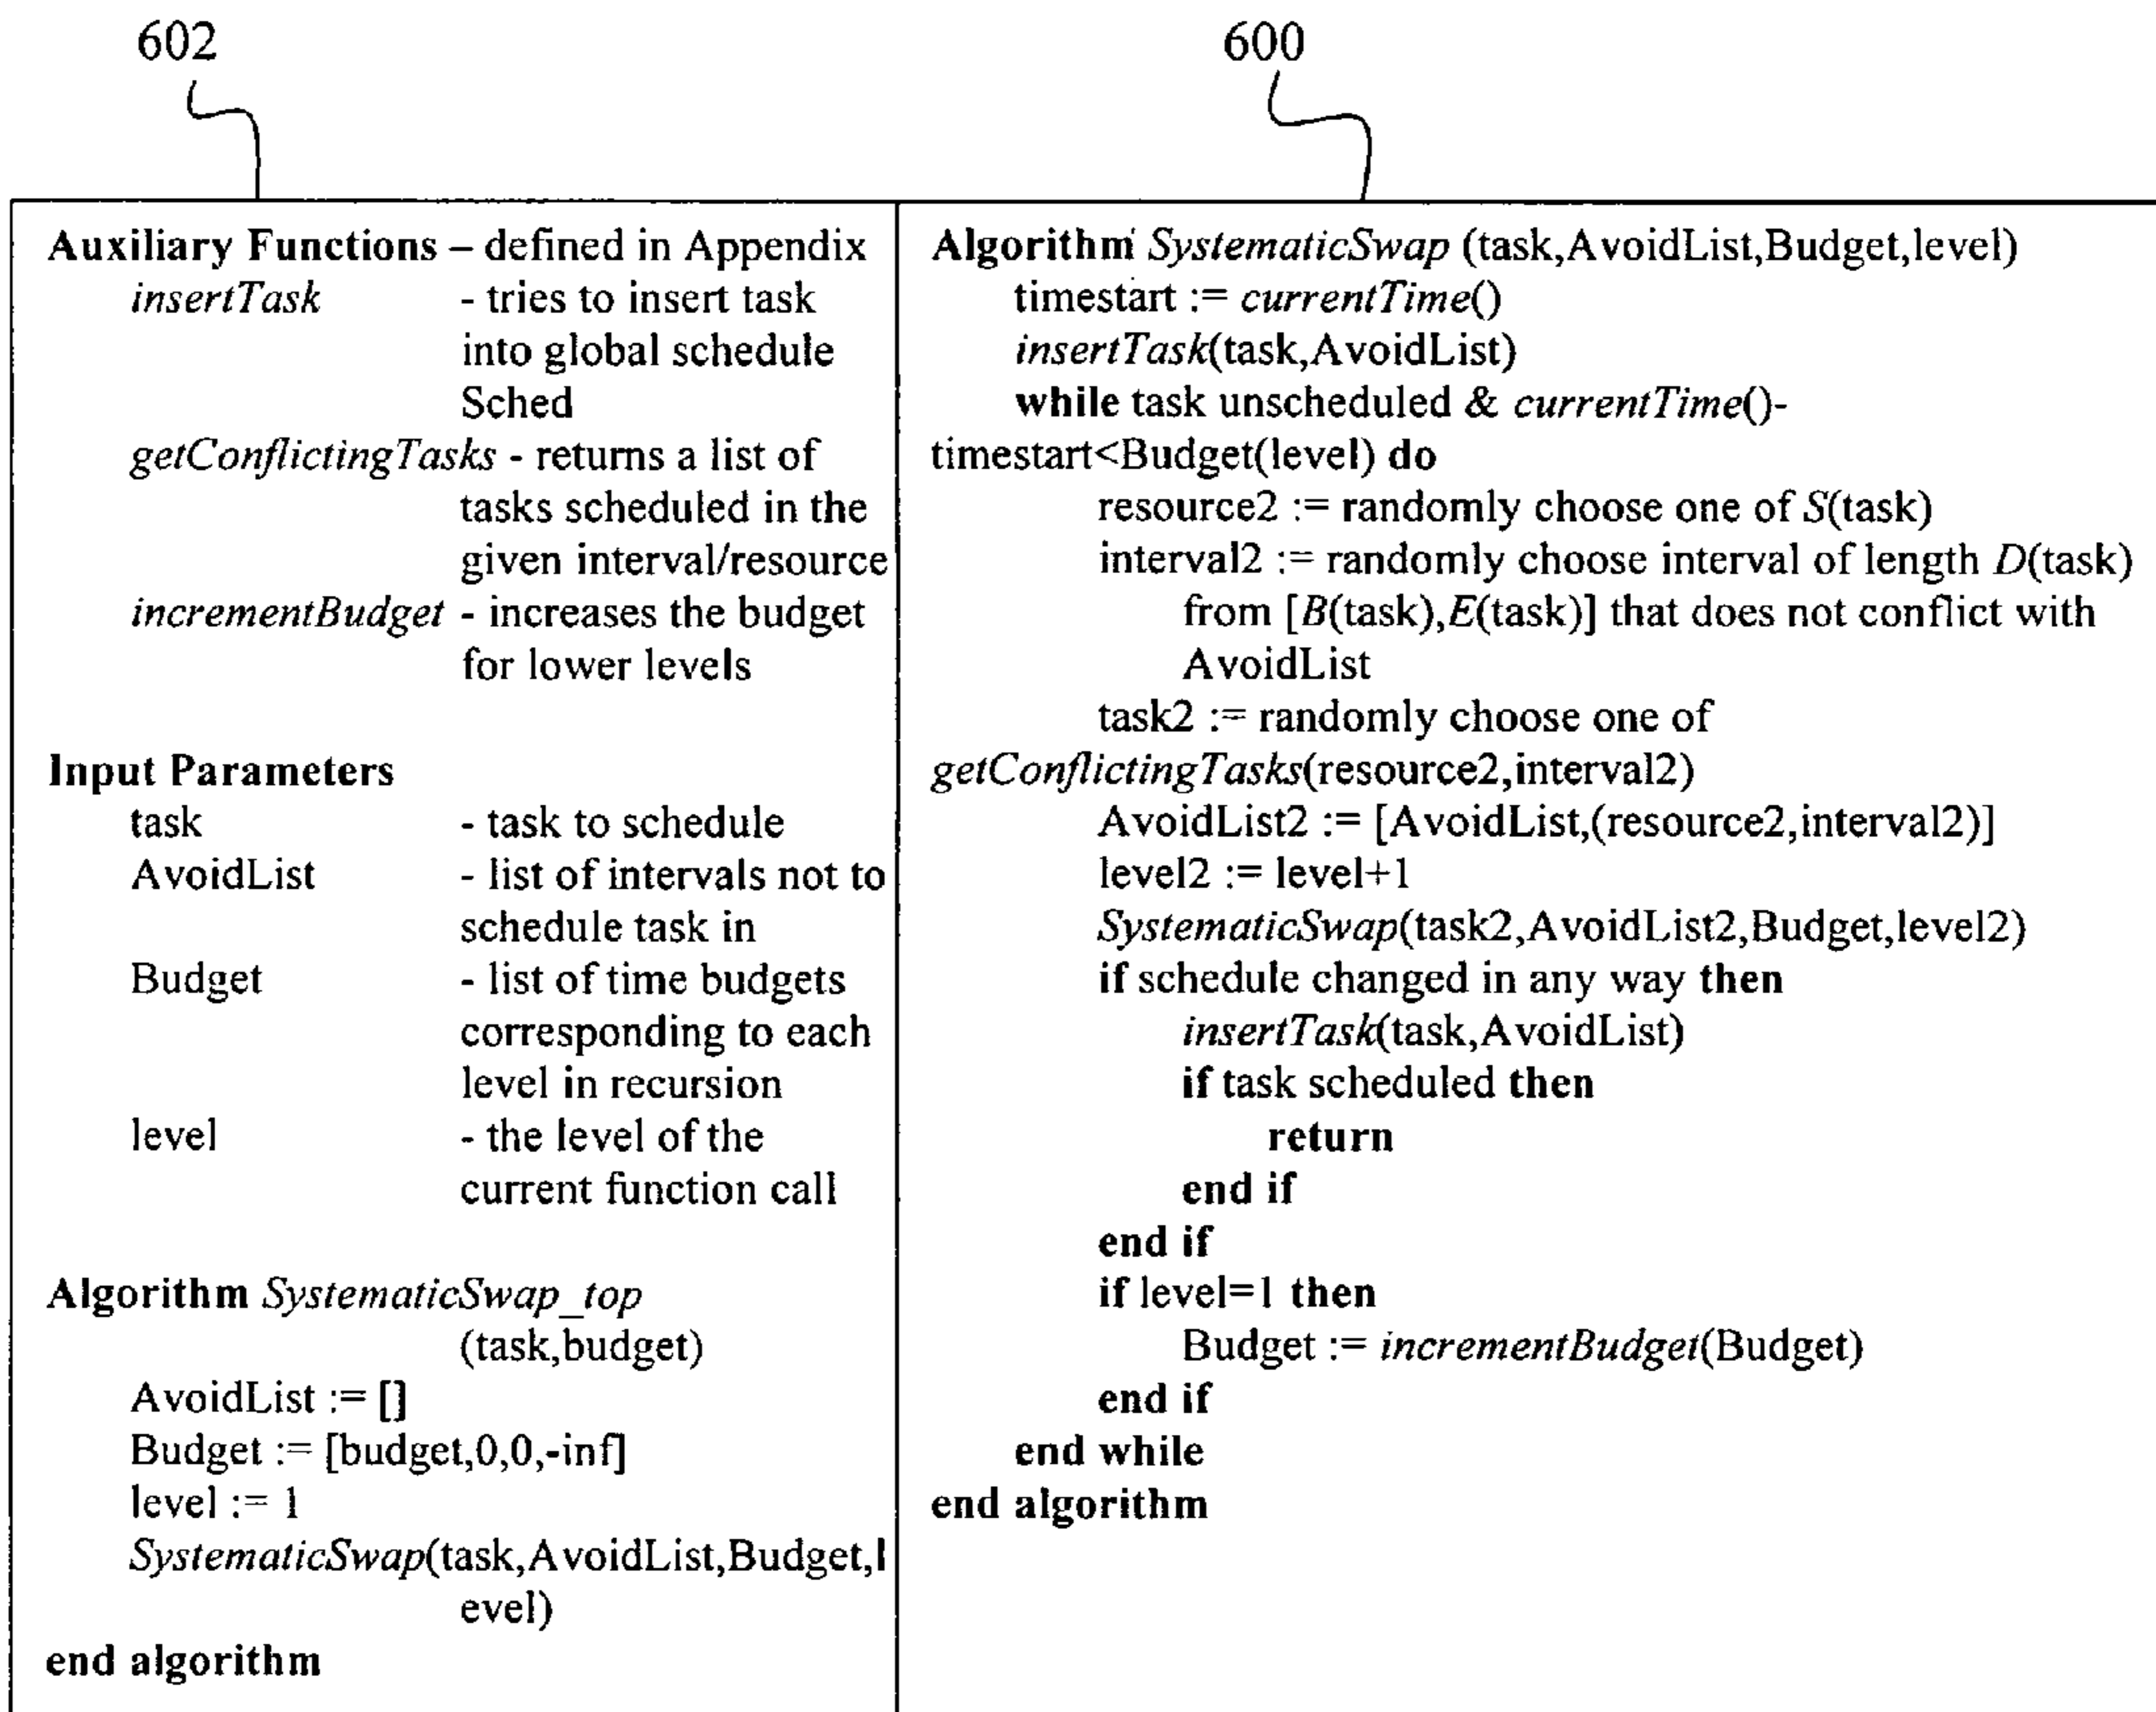 602
600
Auxiliary Functions – defined in Appendix
insertTask - tries to insert task
into global schedule
Sched
getConflictingTasks - returns a list of
tasks scheduled in the
given interval/resource
incrementBudget - increases the budget
for lower levels
Input Parameters
task - task to schedule
AvoidList - list of intervals not to
schedule task in
Budget - list of time budgets
corresponding to each
level in recursion
level - the level of the
current function call
Algorithm SystematicSwap_top
(task,budget)
AvoidList := []
Budget := [budget,0,0,-inf]
level := 1
SystematicSwap(task,AvoidList,Budget,l
evel)
end algorithm
Algorithm SystematicSwap (task,AvoidList,Budget,level)
timestart := currentTime()
insertTask(task,AvoidList)
while task unscheduled & currentTime()-
timestart<Budget(level) do
resource2 := randomly choose one of S(task)
interval2 := randomly choose interval of length D(task)
from [B(task),E(task)] that does not conflict with
AvoidList
task2 := randomly choose one of
getConflictingTasks(resource2,interval2)
AvoidList2 := [AvoidList,(resource2,interval2)]
level2 := level+1
SystematicSwap(task2,AvoidList2,Budget,level2)
if schedule changed in any way then
insertTask(task,AvoidList)
if task scheduled then
return
end if
end if
if level=1 then
Budget := incrementBudget(Budget)
end if
end while
end algorithm